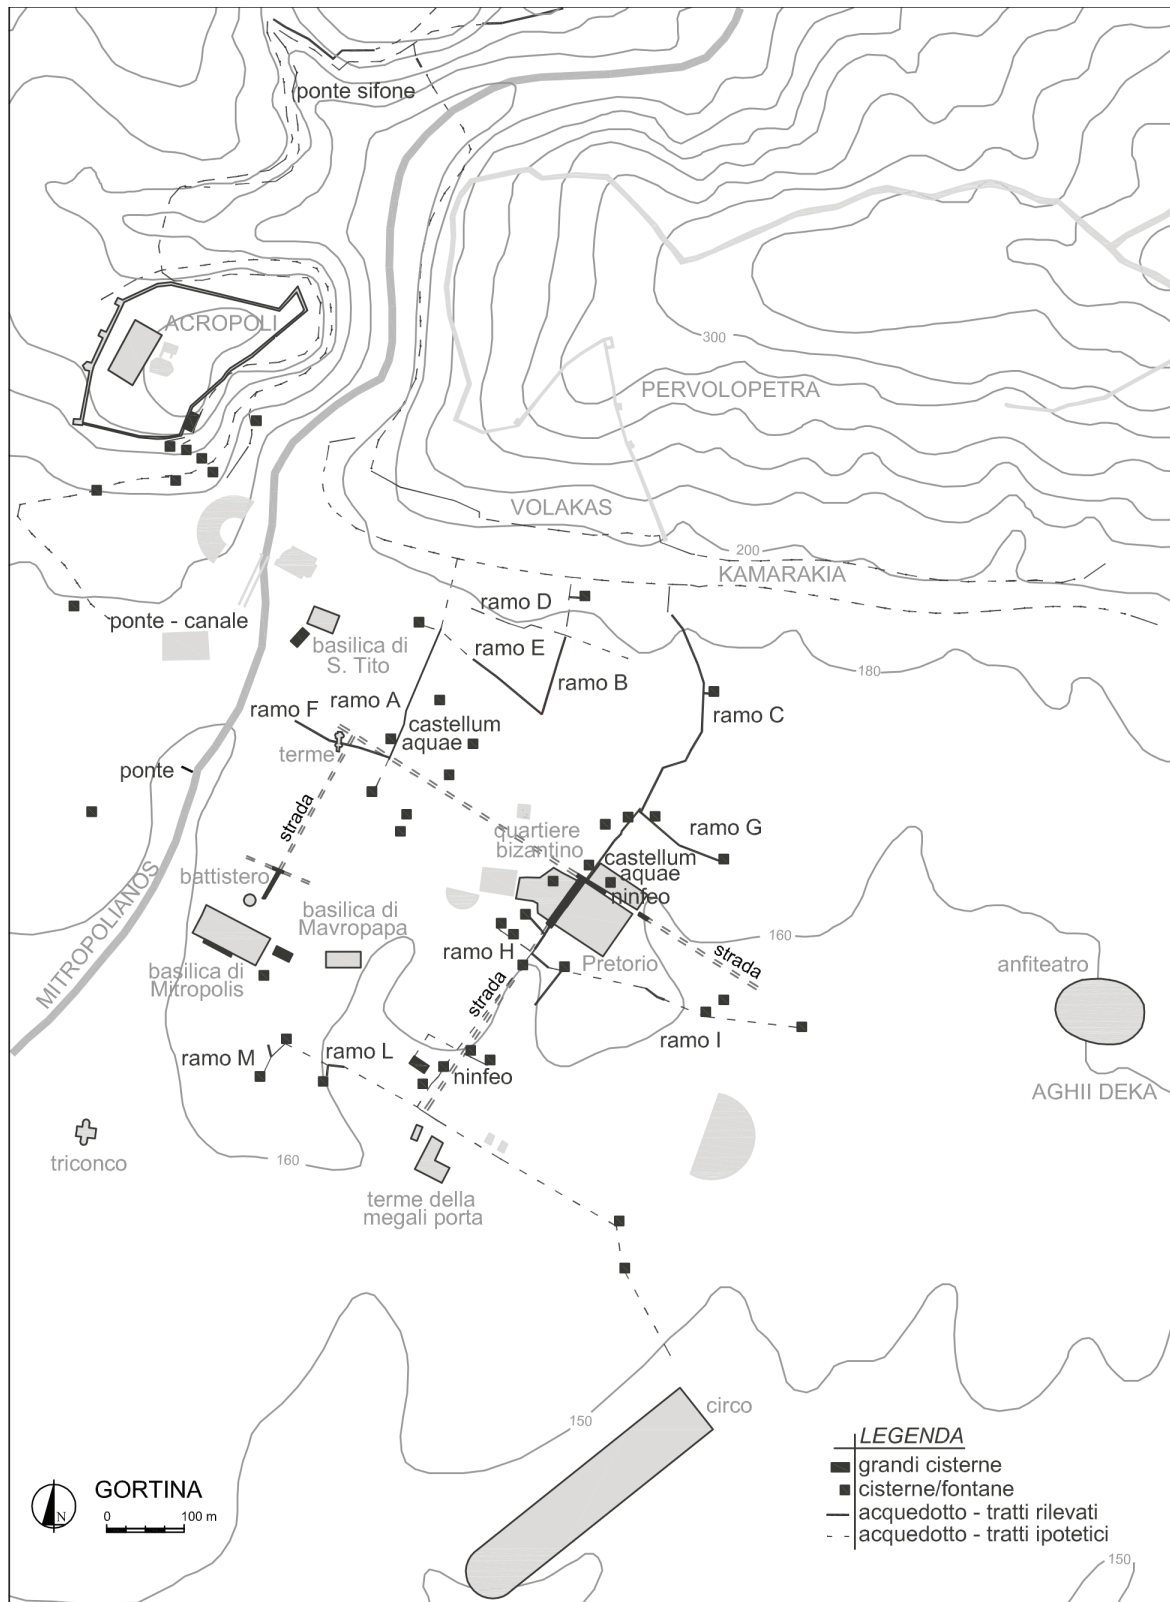 ponte sifone
ACROPOLI
300
PERVOLOPETRA
VOLAKAS
200
KAMARAKIA
ramo D
ponte - canale
basilica di
S. Tito
ramo E
ramo B
180
ramo A
ramo F
castellum
aquae
ramo C
terme
ponte
strada
quartiere
bizantino
ramo G
castellum
aquae
ninfeo
battistero
MITROPOLIANOS
basilica di
Mavropapa
160
strada
ramo H
Pretorio
anfiteatro
basilica di
Mitropolis
strada
ramo I
ramo M
ramo L
ninfeo
AGHII DEKA
triconco
160
terme della
megali porta
circo
150
LEGENDA
grandi cisterne
cisterne/fontane
acquedotto - tratti rilevati
acquedotto - tratti ipotetici
GORTINA
N
0 100 m
150